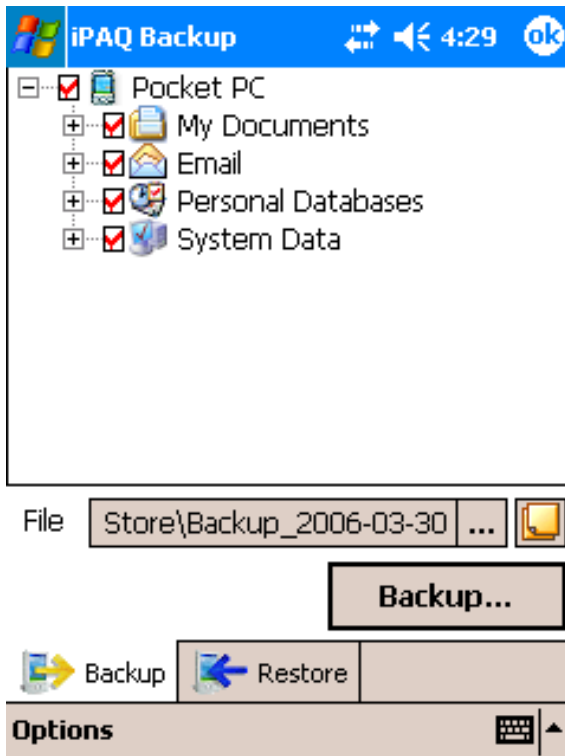 iPAQ Backup 4:29 ok
Pocket PC
My Documents
Email
Personal Databases
System Data
File Store\Backup_2006-03-30 ...
Backup...
Backup Restore
Options